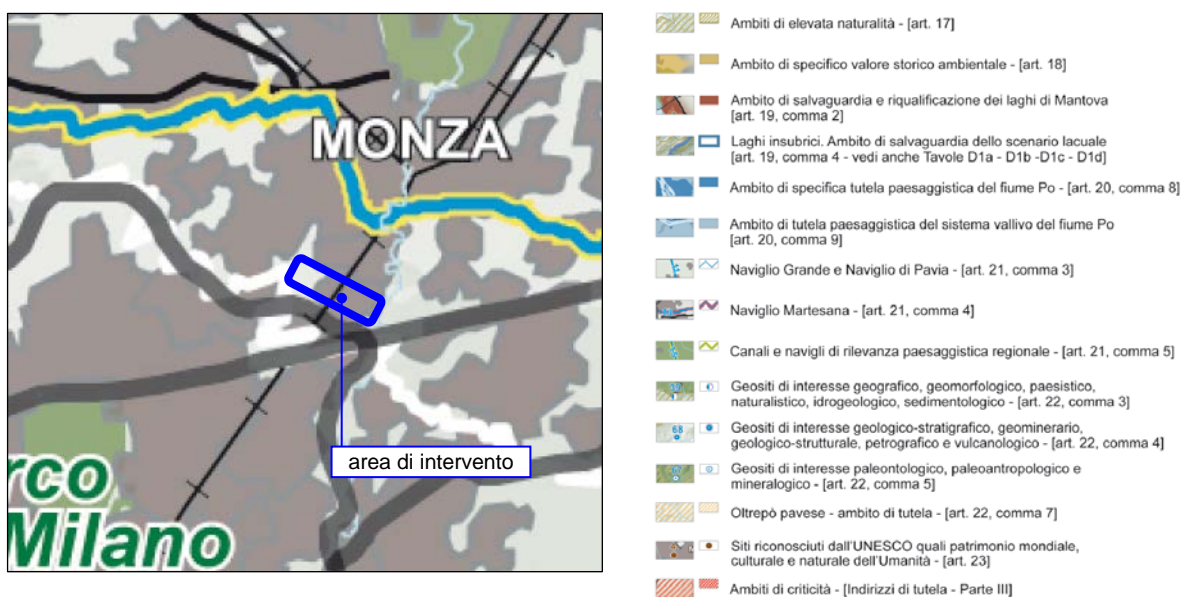 MONZA
area di intervento
rco
Milano
Ambiti di elevata naturalità - [art. 17]
Ambito di specifico valore storico ambientale - [art. 18]
Ambito di salvaguardia e riqualificazione dei laghi di Mantova
[art. 19, comma 2]
Laghi insubrici. Ambito di salvaguardia dello scenario lacuale
[art. 19, comma 4 - vedi anche Tavole D1a - D1b -D1c - D1d]
Ambito di specifica tutela paesaggistica del fiume Po - [art. 20, comma 8]
Ambito di tutela paesaggistica del sistema vallivo del fiume Po
[art. 20, comma 9]
Naviglio Grande e Naviglio di Pavia - [art. 21, comma 3]
Naviglio Martesana - [art. 21, comma 4]
Canali e navigli di rilevanza paesaggistica regionale - [art. 21, comma 5]
Geositi di interesse geografico, geomorfologico, paesistico,
naturalistico, idrogeologico, sedimentologico - [art. 22, comma 3]
68
Geositi di interesse geologico-stratigrafico, geominerario,
geologico-strutturale, petrografico e vulcanologico - [art. 22, comma 4]
Geositi di interesse paleontologico, paleoantropologico e
mineralogico - [art. 22, comma 5]
Oltrepò pavese - ambito di tutela - [art. 22, comma 7]
Siti riconosciuti dall'UNESCO quali patrimonio mondiale,
culturale e naturale dell'Umanità - [art. 23]
Ambiti di criticità - [Indirizzi di tutela - Parte III]